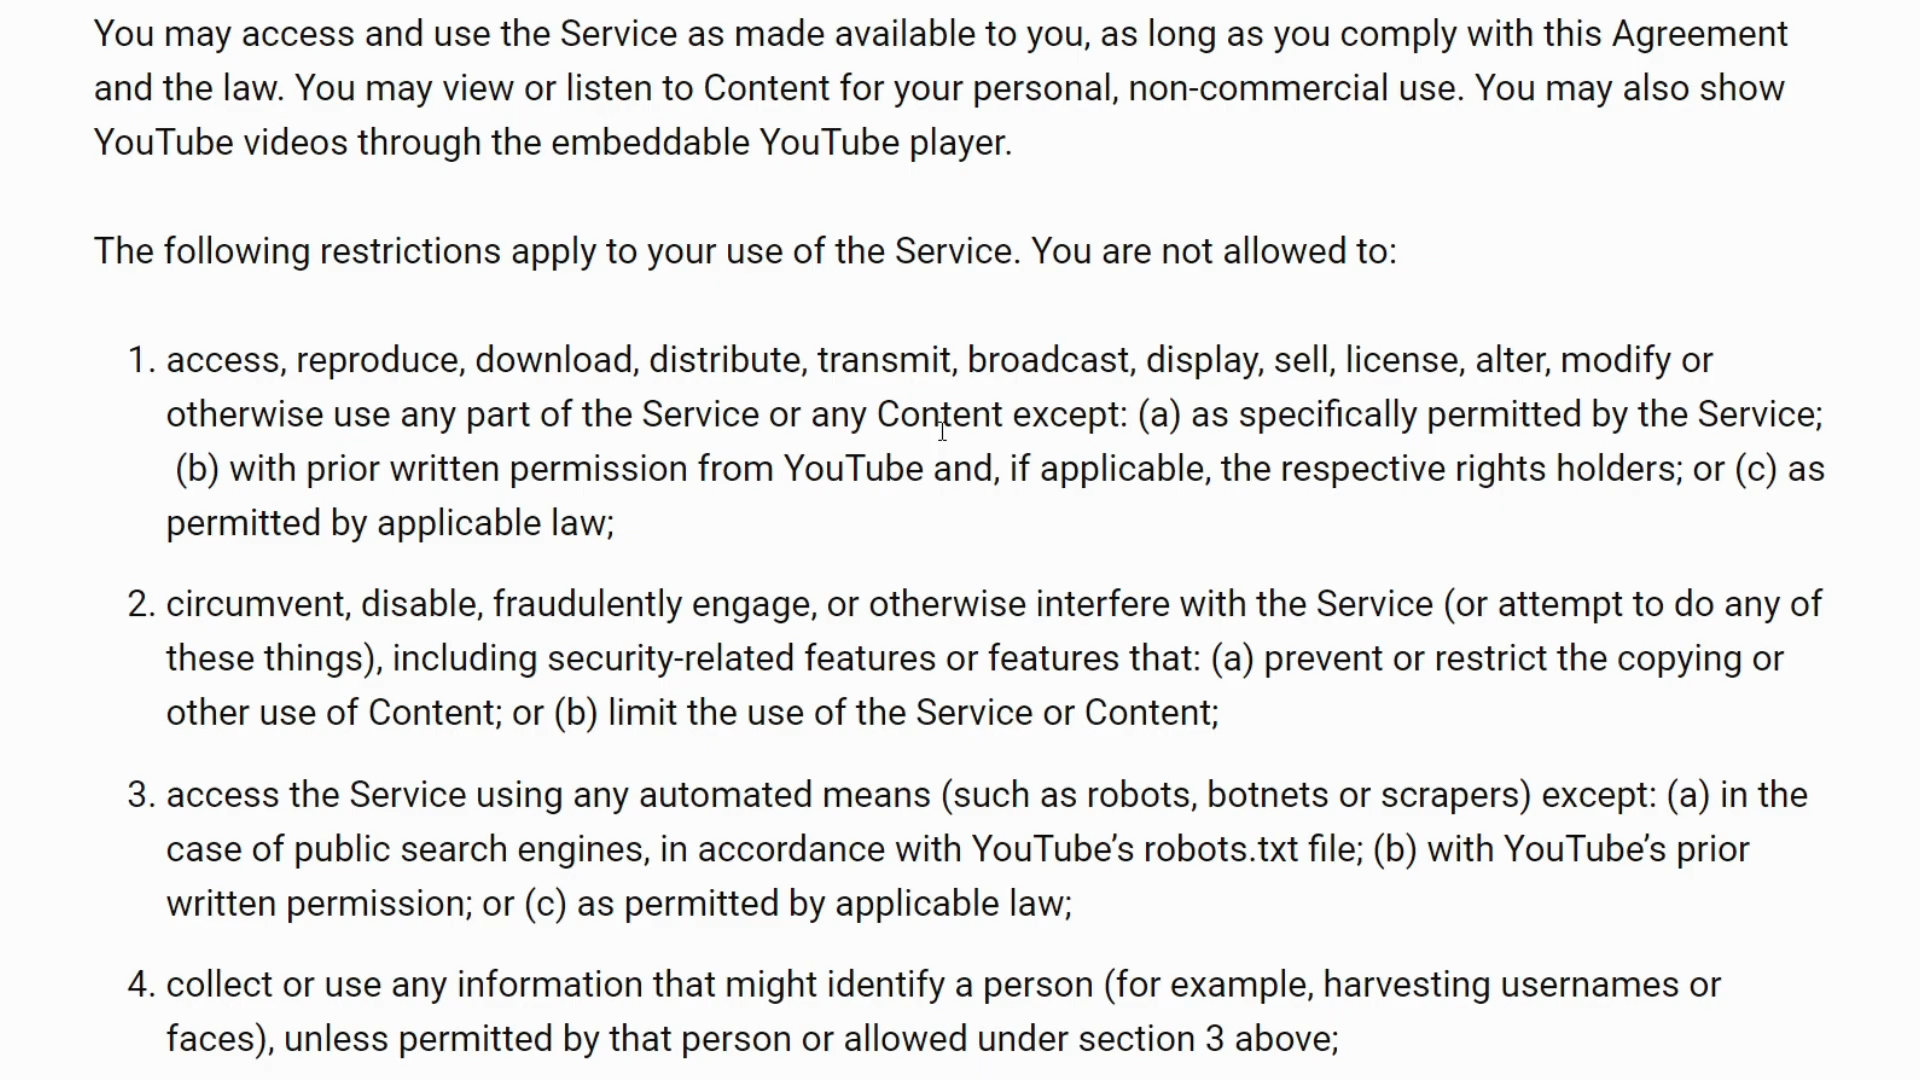 You may access and use the Service as made available to you, as long as you comply with this Agreement
and the law. You may view or listen to Content for your personal, non-commercial use. You may also show
YouTube videos through the embeddable YouTube player.
The following restrictions apply to your use of the Service. You are not allowed to:
1. access, reproduce, download, distribute, transmit, broadcast, display, sell, license, alter, modify or
otherwise use any part of the Service or any Content except: (a) as specifically permitted by the Service;
(b) with prior written permission from YouTube and, if applicable, the respective rights holders; or (c) as
permitted by applicable law;
2. circumvent, disable, fraudulently engage, or otherwise interfere with the Service (or attempt to do any of
these things), including security-related features or features that: (a) prevent or restrict the copying or
other use of Content; or (b) limit the use of the Service or Content;
3. access the Service using any automated means (such as robots, botnets or scrapers) except: (a) in the
case of public search engines, in accordance with YouTube’s robots.txt file; (b) with YouTube’s prior
written permission; or (c) as permitted by applicable law;
4. collect or use any information that might identify a person (for example, harvesting usernames or
faces), unless permitted by that person or allowed under section 3 above;